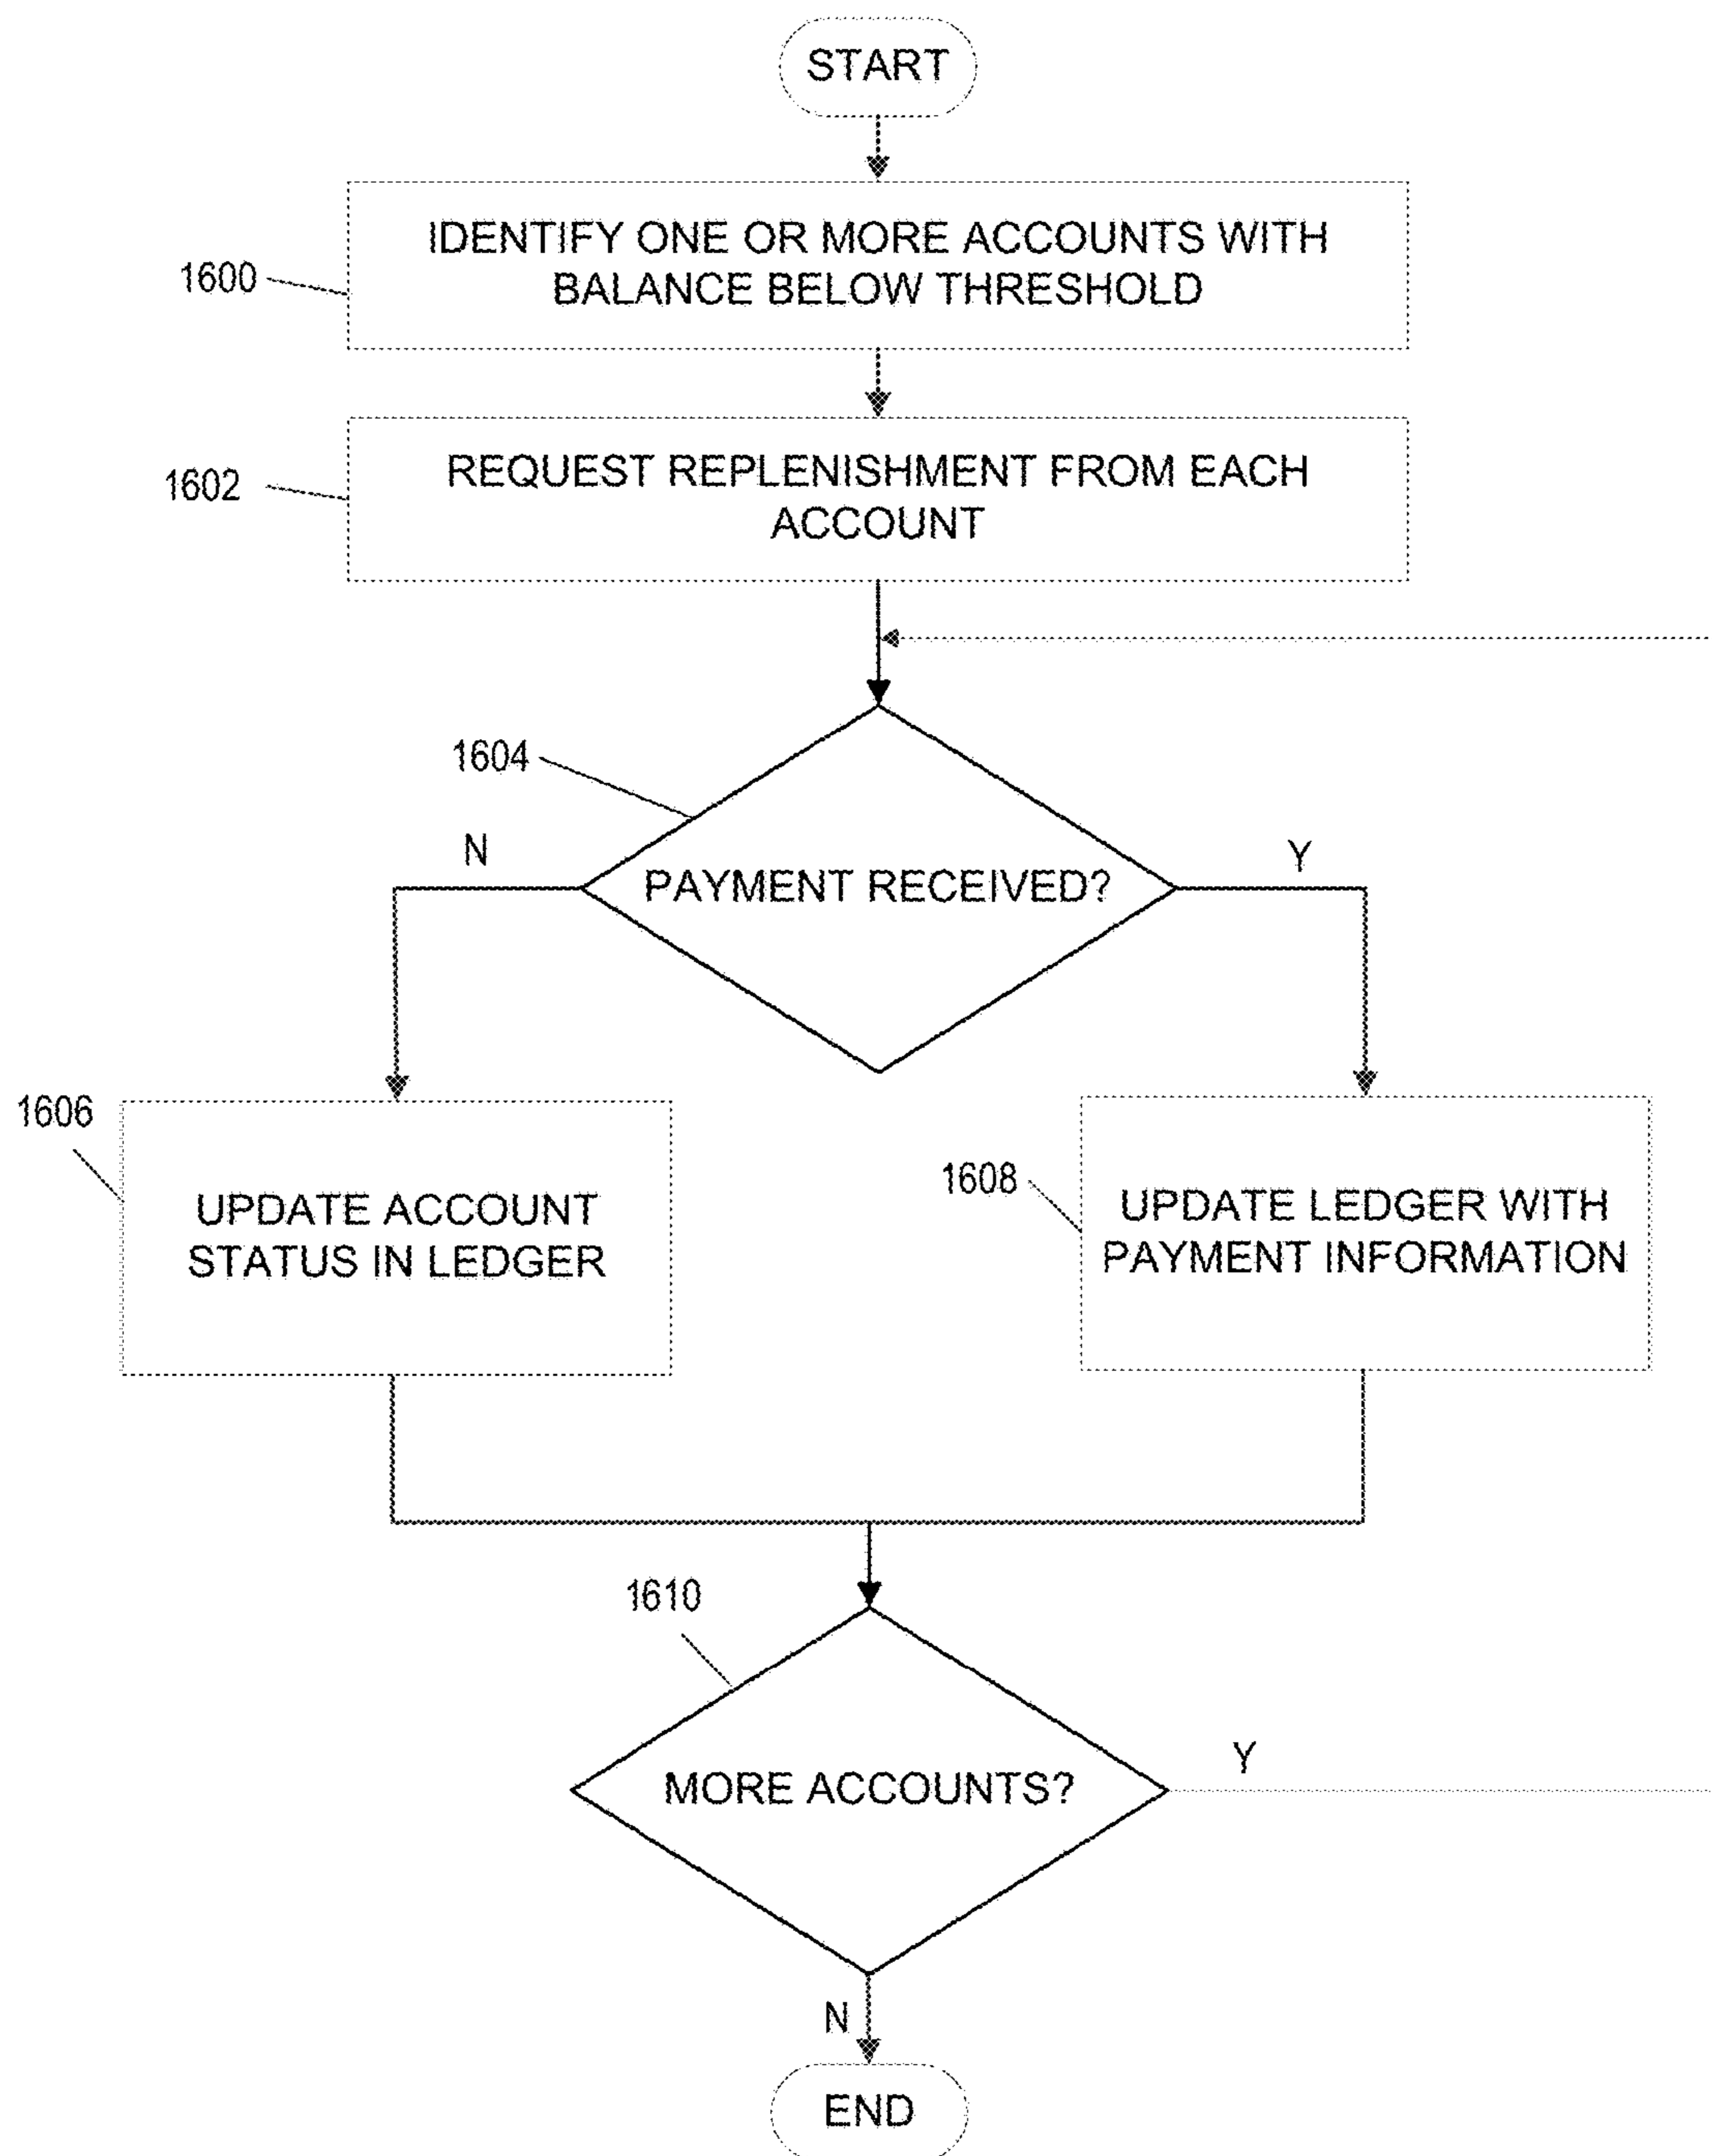 START
IDENTIFY ONE OR MORE ACCOUNTS WITH
BALANCE BELOW THRESHOLD
1600
REQUEST REPLENISHMENT FROM EACH
ACCOUNT
1602
1604
N
Y
PAYMENT RECEIVED?
1606
UPDATE ACCOUNT
STATUS IN LEDGER
1608
UPDATE LEDGER WITH
PAYMENT INFORMATION
1610
MORE ACCOUNTS?
Y
N
END